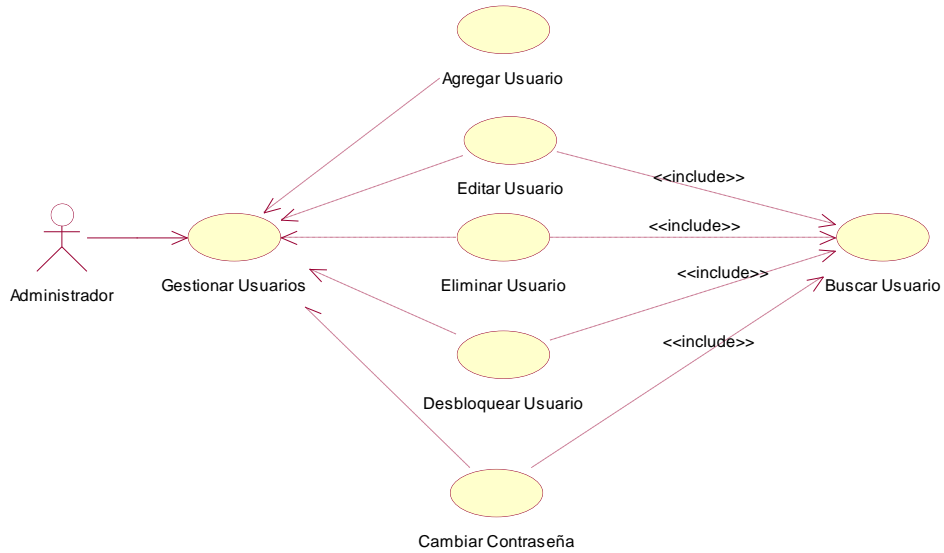 Agregar Usuario
Editar Usuario
<<include>>
<<include>>
Administrador
Gestionar Usuarios
Eliminar Usuario
<<include>>
Buscar Usuario
<<include>>
Desbloquear Usuario
Cambiar Contraseña